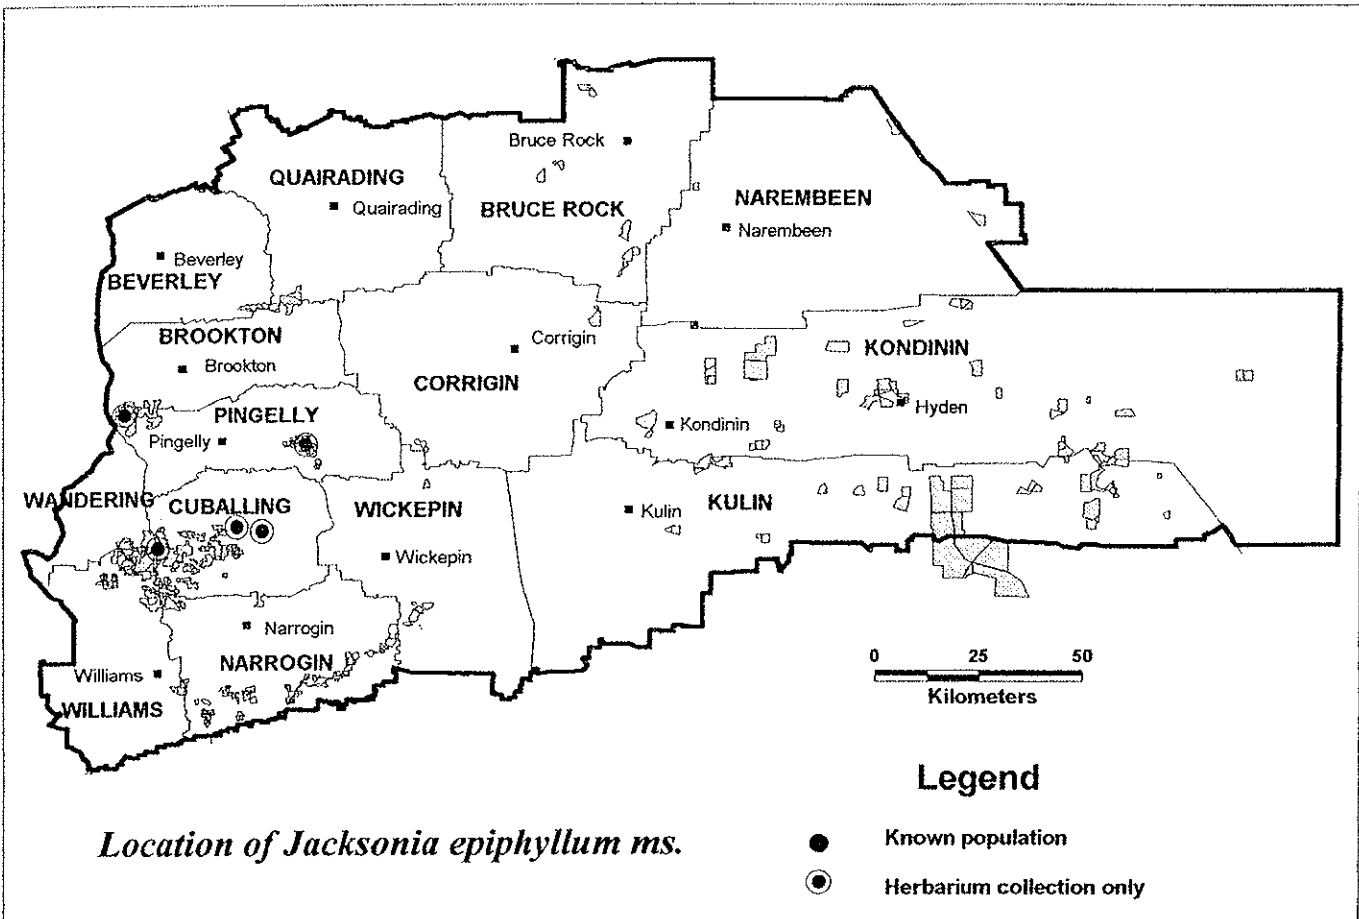 Bruce Rock
QUAIRADING
NAREMBEEN
Quairading
BRUCE ROCK
Narembeen
Beverley
BEVERLEY
BROOKTON
Corrigin
KONDININ
Brookton
CORRIGIN
Hyden
PINGELLY
Kondinin
Pingelly
WANDERING
CUBALLING
WICKEPIN
KULIN
Kulin
Wickepin
Narrogin
NARROGIN
0 25 50
Kilometers
Williams
WILLIAMS
Legend
Location of Jacksonia epiphyllum ms.
Known population
Herbarium collection only